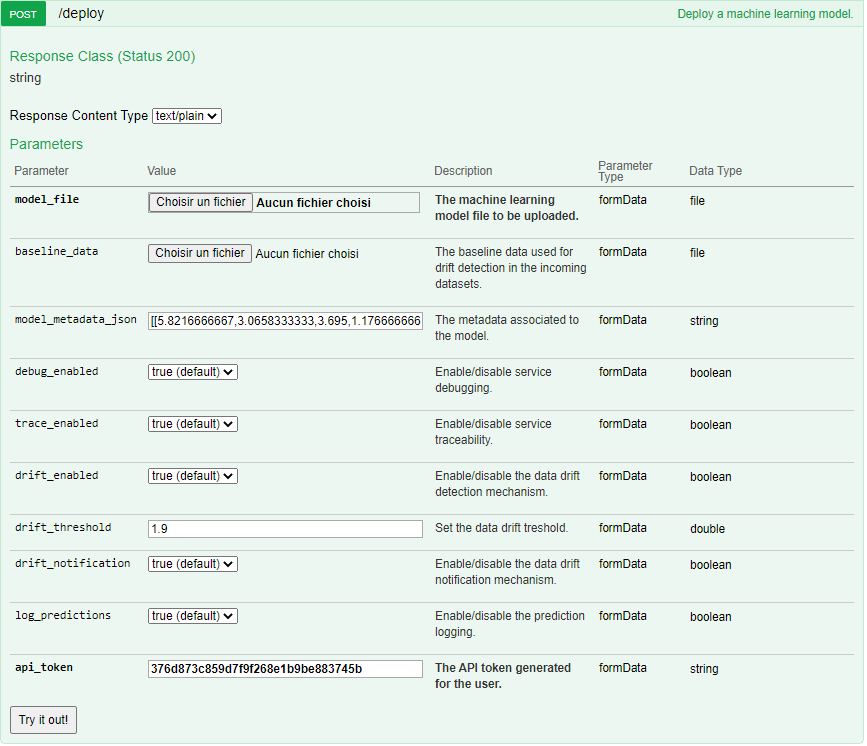 POST /deploy Deploy a machine learning model.
Response Class (Status 200)
string
Response Content Type text/plain
Parameters
Parameter Value Description Parameter Type Data Type
model_file Choisir un fichier Aucun fichier choisi The machine learning formData file
model file to be uploaded.
baseline_data Choisir un fichier Aucun fichier choisi The baseline data used for formData file
drift detection in the incoming
datasets.
model_metadata_json [[5.8216666667,3.0658333333,3.695,1.176666666 The metadata associated to formData string
the model.
debug_enabled true (default) Enable/disable service formData boolean
debugging.
trace_enabled true (default) Enable/disable service formData boolean
traceability.
drift_enabled true (default) Enable/disable the data drift formData boolean
detection mechanism.
drift_threshold 1.9 Set the data drift treshold. formData double
drift_notification true (default) Enable/disable the data drift formData boolean
notification mechanism.
log_predictions true (default) Enable/disable the prediction formData boolean
logging.
api_token 376d873c859d7f9f268e1b9be883745b The API token generated formData string
for the user.
Try it out!